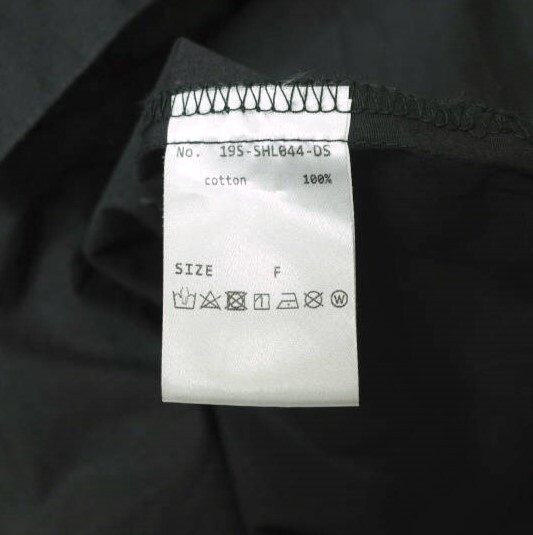 No. 19S-SHL044-DS
cotton 100%
SIZE F
W